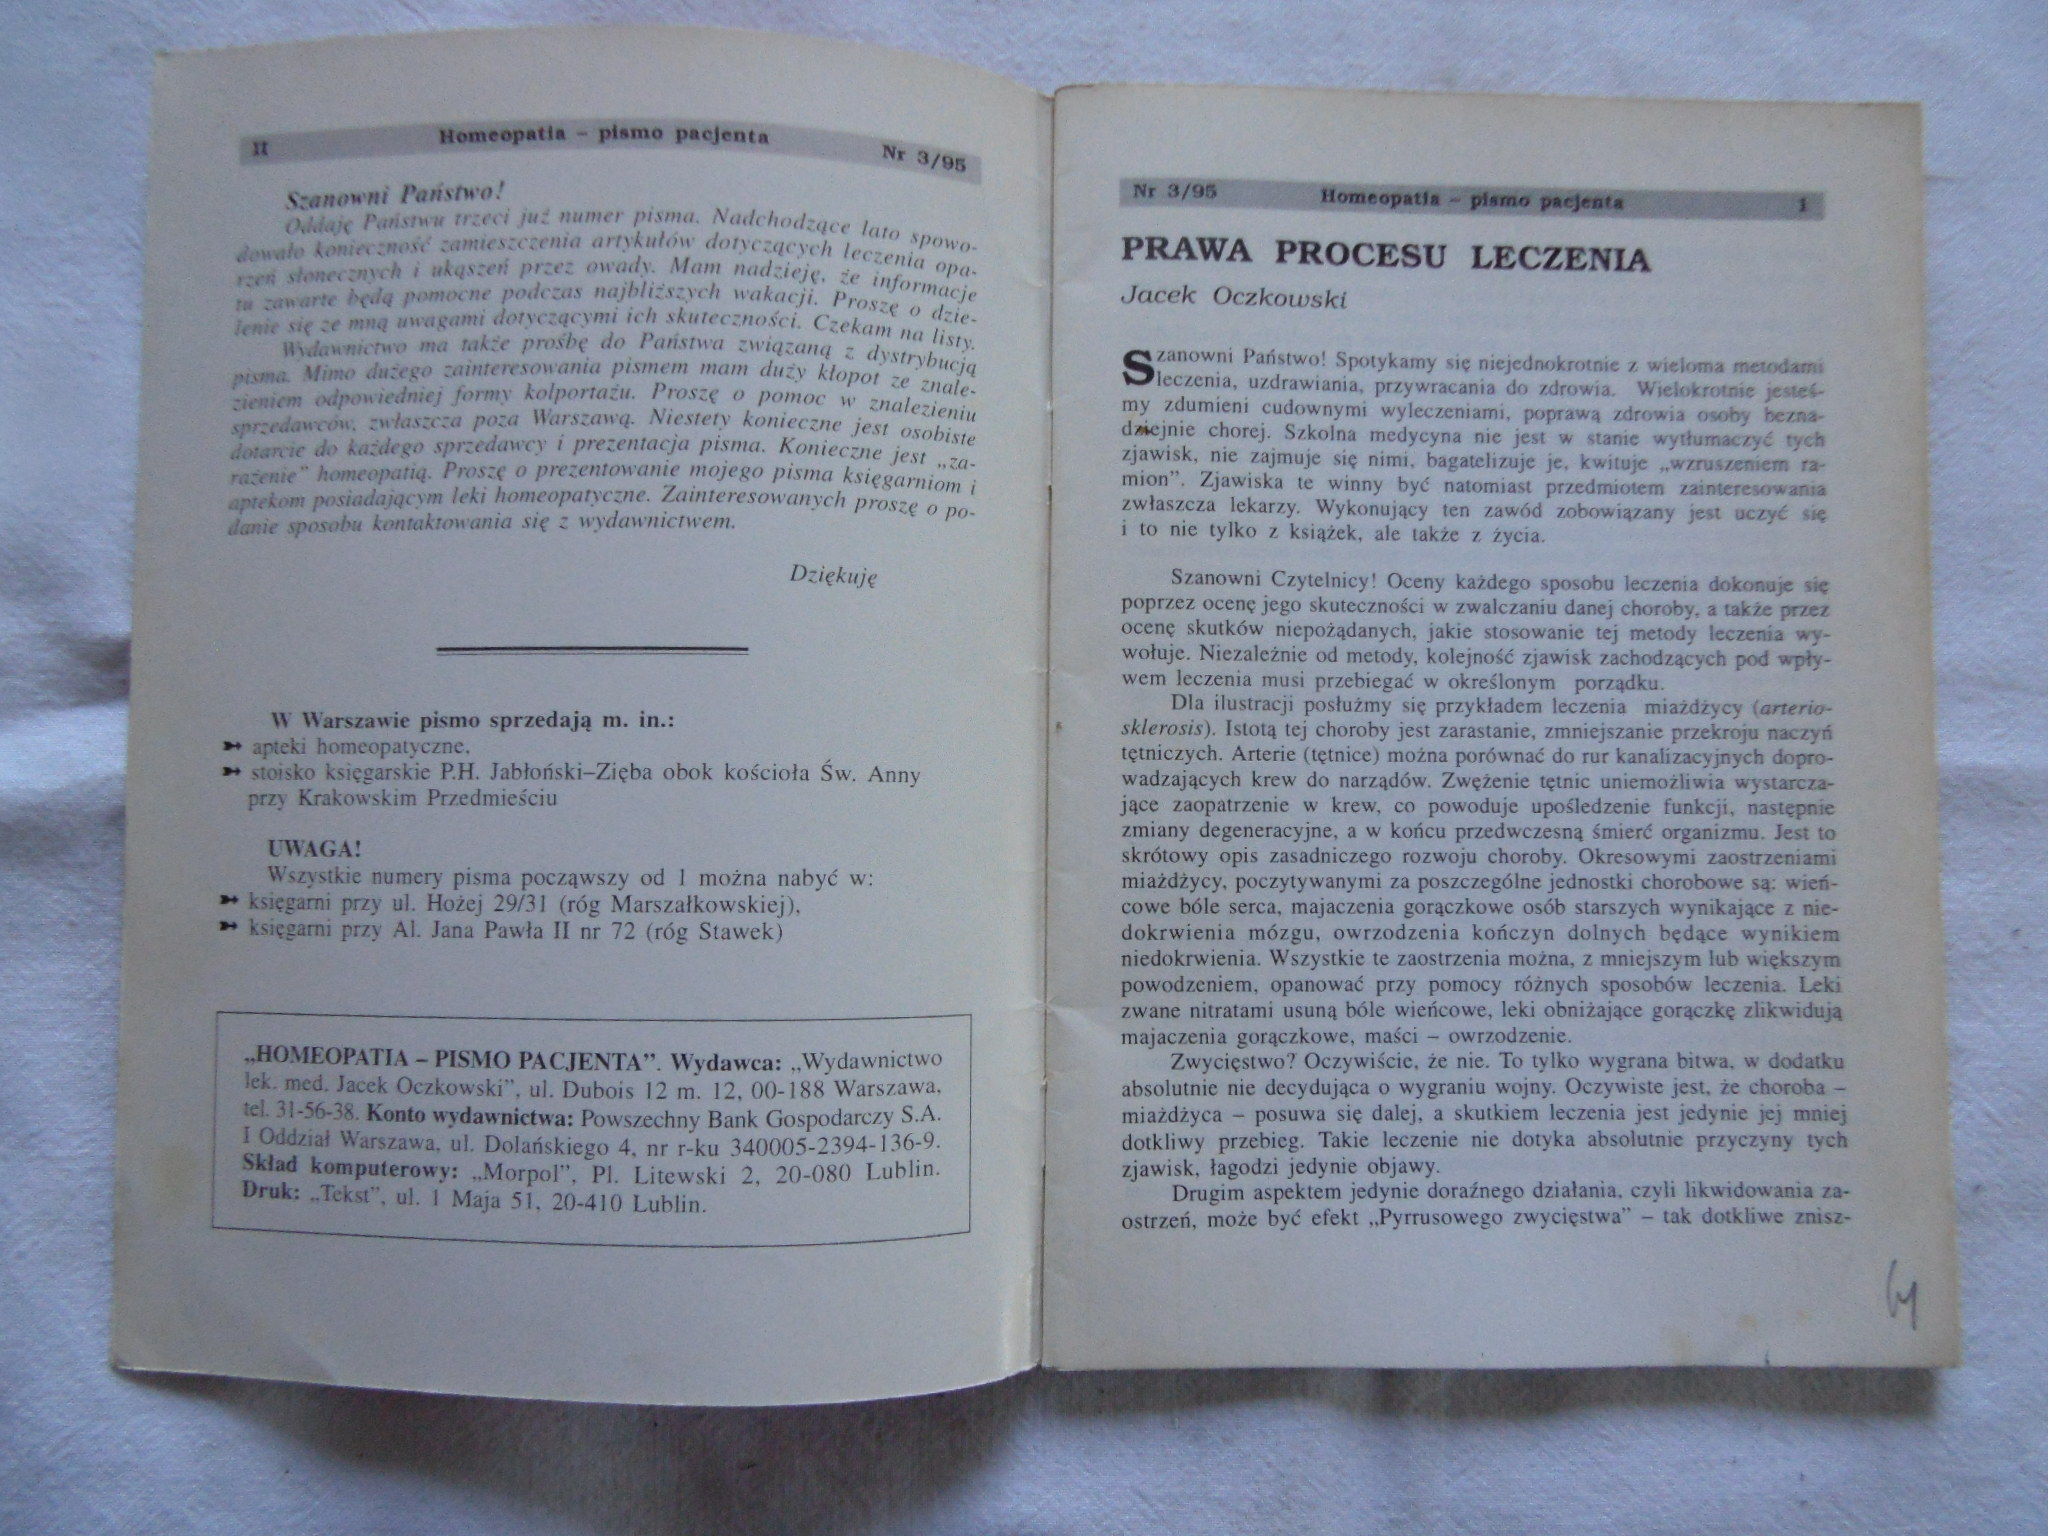 II Homeopatia – pismo pacjenta Nr 3/95
Szanowni Państwo!
Oddaję Państwu trzeci już numer pisma. Nadchodzące lato spowo-
dowało konieczność zamieszczenia artykułów dotyczących leczenia opa-
rzeń słonecznych i ukąszeń przez owady. Mam nadzieję, że informacje
tu zawarte będą pomocne podczas najbliższych wakacji. Proszę o dzie-
lenie się ze mną uwagami dotyczącymi ich skuteczności. Czekam na listy.
Wydawnictwo ma także prośbę do Państwa związaną z dystrybucją
pisma. Mimo dużego zainteresowania pismem mam duży kłopot ze znale-
zieniem odpowiedniej formy kolportażu. Proszę o pomoc w znalezieniu
sprzedawców, zwłaszcza poza Warszawą. Niestety konieczne jest osobiste
dotarcie do każdego sprzedawcy i prezentacja pisma. Konieczne jest „za-
rażenie" homeopatią. Proszę o prezentowanie mojego pisma księgarniom i
aptekom posiadającym leki homeopatyczne. Zainteresowanych proszę o po-
danie sposobu kontaktowania się z wydawnictwem.
Dziękuję
W Warszawie pismo sprzedają m. in.:
➳ apteki homeopatyczne,
➳ stoisko księgarskie P.H. Jabłoński–Zięba obok kościoła Św. Anny
przy Krakowskim Przedmieściu
UWAGA!
Wszystkie numery pisma począwszy od 1 można nabyć w:
➳ księgarni przy ul. Hożej 29/31 (róg Marszałkowskiej),
➳ księgarni przy Al. Jana Pawła II nr 72 (róg Stawek)
„HOMEOPATIA – PISMO PACJENTA”. Wydawca: „Wydawnictwo
lek. med. Jacek Oczkowski”, ul. Dubois 12 m. 12, 00-188 Warszawa,
tel. 31-56-38. Konto wydawnictwa: Powszechny Bank Gospodarczy S.A.
I Oddział Warszawa, ul. Dolańskiego 4, nr r-ku 340005-2394-136-9.
Skład komputerowy: „Morpol”, Pl. Litewski 2, 20-080 Lublin.
Druk: „Tekst”, ul. 1 Maja 51, 20-410 Lublin.
Nr 3/95 Homeopatia – pismo pacjenta 1
PRAWA PROCESU LECZENIA
Jacek Oczkowski
Szanowni Państwo! Spotykamy się niejednokrotnie z wieloma metodami
leczenia, uzdrawiania, przywracania do zdrowia. Wielokrotnie jesteś-
my zdumieni cudownymi wyleczeniami, poprawą zdrowia osoby bezna-
dziejnie chorej. Szkolna medycyna nie jest w stanie wytłumaczyć tych
zjawisk, nie zajmuje się nimi, bagatelizuje je, kwituje „wzruszeniem ra-
mion”. Zjawiska te winny być natomiast przedmiotem zainteresowania
zwłaszcza lekarzy. Wykonujący ten zawód zobowiązany jest uczyć się
i to nie tylko z książek, ale także z życia.
Szanowni Czytelnicy! Oceny każdego sposobu leczenia dokonuje się
poprzez ocenę jego skuteczności w zwalczaniu danej choroby, a także przez
ocenę skutków niepożądanych, jakie stosowanie tej metody leczenia wy-
wołuje. Niezależnie od metody, kolejność zjawisk zachodzących pod wpły-
wem leczenia musi przebiegać w określonym porządku.
Dla ilustracji posłużmy się przykładem leczenia miażdżycy (arterio-
sklerosis). Istotą tej choroby jest zarastanie, zmniejszanie przekroju naczyń
tętniczych. Arterie (tętnice) można porównać do rur kanalizacyjnych dopro-
wadzających krew do narządów. Zwężenie tętnic uniemożliwia wystarcza-
jące zaopatrzenie w krew, co powoduje upośledzenie funkcji, następnie
zmiany degeneracyjne, a w końcu przedwczesną śmierć organizmu. Jest to
skrótowy opis zasadniczego rozwoju choroby. Okresowymi zaostrzeniami
miażdżycy, poczytywanymi za poszczególne jednostki chorobowe są: wień-
cowe bóle serca, majaczenia gorączkowe osób starszych wynikające z nie-
dokrwienia mózgu, owrzodzenia kończyn dolnych będące wynikiem
niedokrwienia. Wszystkie te zaostrzenia można, z mniejszym lub większym
powodzeniem, opanować przy pomocy różnych sposobów leczenia. Leki
zwane nitratami usuną bóle wieńcowe, leki obniżające gorączkę zlikwidują
majaczenia gorączkowe, maści – owrzodzenie.
Zwycięstwo? Oczywiście, że nie. To tylko wygrana bitwa, w dodatku
absolutnie nie decydująca o wygraniu wojny. Oczywiste jest, że choroba –
miażdżyca – posuwa się dalej, a skutkiem leczenia jest jedynie jej mniej
dotkliwy przebieg. Takie leczenie nie dotyka absolutnie przyczyny tych
zjawisk, łagodzi jedynie objawy.
Drugim aspektem jedynie doraźnego działania, czyli likwidowania za-
ostrzeń, może być efekt „Pyrrusowego zwycięstwa” – tak dotkliwe znisz-